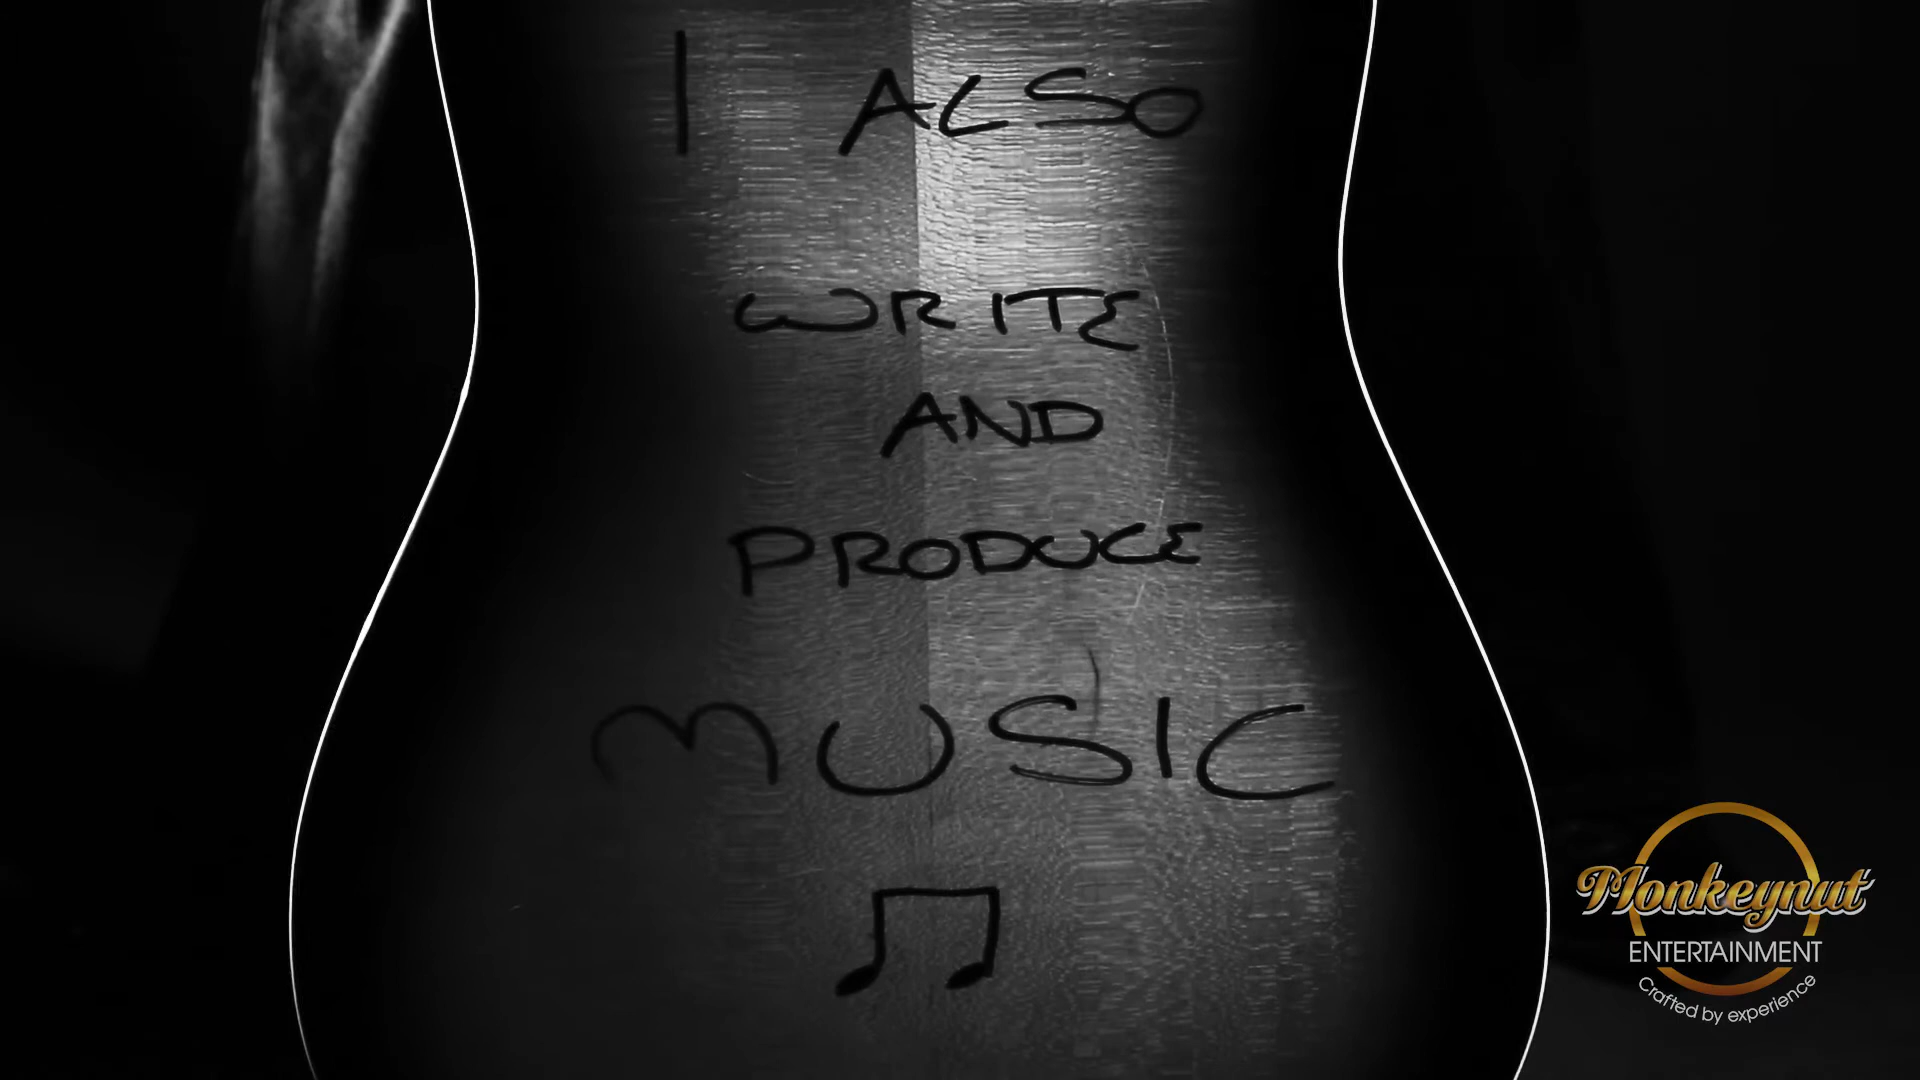 I ALSO
WRITE
AND
PRODUCE
MUSIC
Monkeynut
ENTERTAINMENT
Crafted by experience